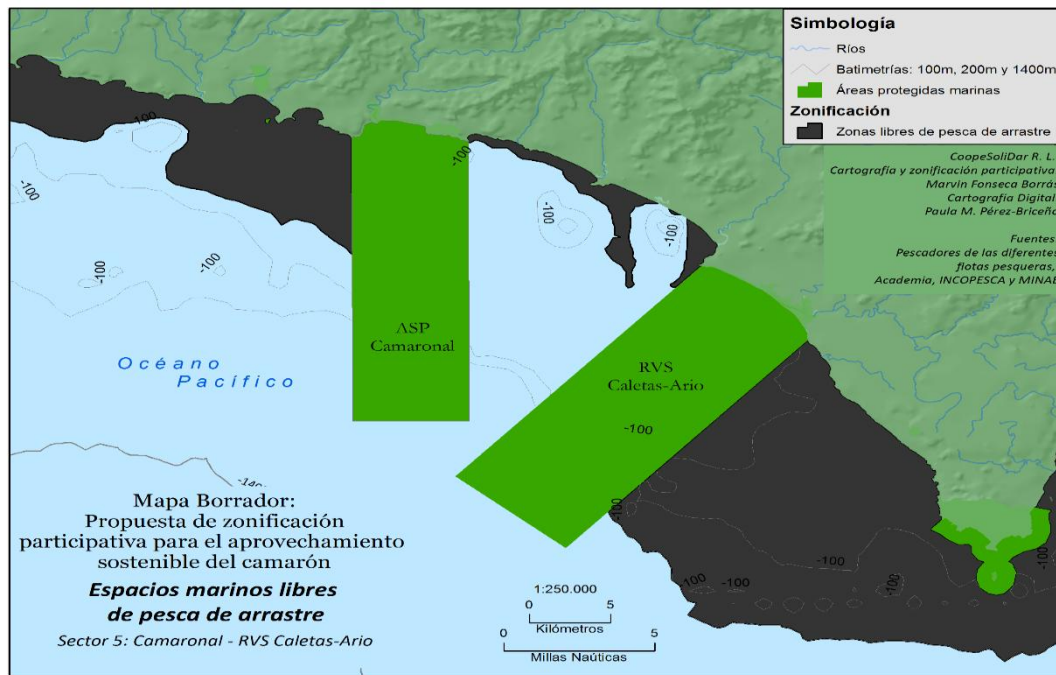 Simbología
Ríos
Batimetrías: 100m, 200m y 1400m
Áreas protegidas marinas
Zonificación
Zonas libres de pesca de arrastre
CoopeSoliDar R. L.
Cartografía y zonificación participativa
Marvin Fonseca Borrás
Cartografía Digital
Paula M. Pérez-Briceño
Fuentes
Pescadores de las diferentes
flotas pesqueras,
Academia, INCOPESCA y MINAE
-100
-100
-100
-100
-100
-100
-100
ASP
Camaronal
RVS
Caletas-Ario
Océano
Pacífico
-100
-100
-100
-100
-100
-100
-100
Mapa Borrador:
Propuesta de zonificación
participativa para el aprovechamiento
sostenible del camarón
Espacios marinos libres
de pesca de arrastre
Sector 5: Camaronal - RVS Caletas-Ario
1:250.000
0 5
Kilómetros
0 5
Millas Naúticas